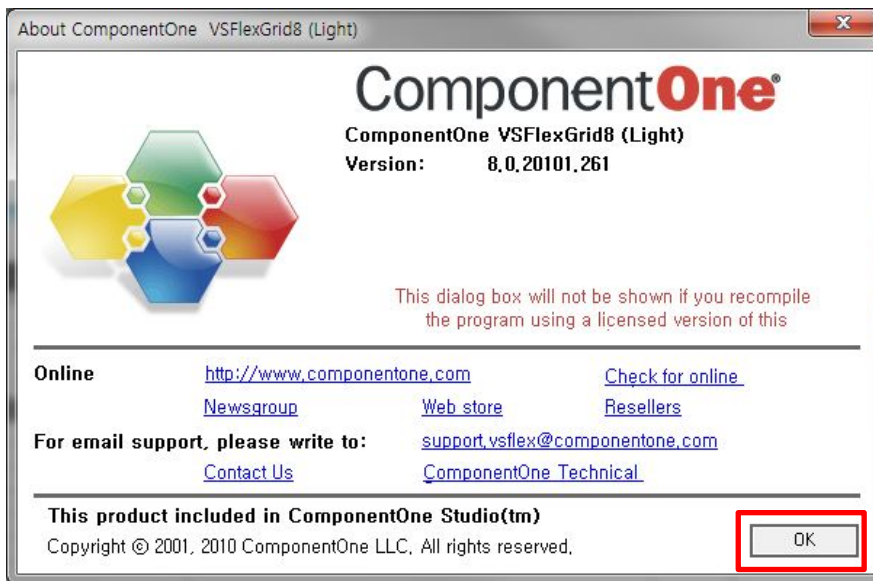 About ComponentOne VSFlexGrid8 (Light)
ComponentOne®
ComponentOne VSFlexGrid8 (Light)
Version: 8.0.20101.261
This dialog box will not be shown if you recompile
the program using a licensed version of this
Online http://www.componentone.com Check for online
Newsgroup Web store Resellers
For email support, please write to: support.vsflex@componentone.com
Contact Us ComponentOne Technical
This product included in ComponentOne Studio(tm)
Copyright © 2001, 2010 ComponentOne LLC. All rights reserved.
OK